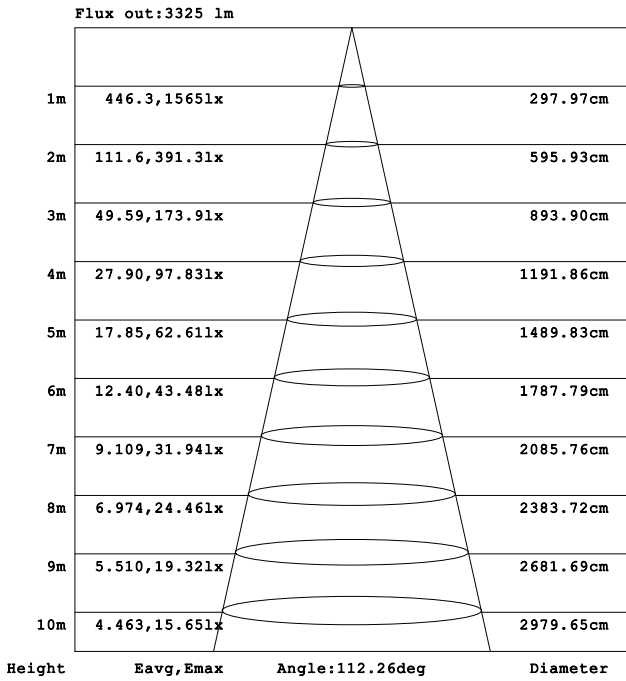 Flux out:3325 lm
1m 446.3,1565lx 297.97cm
2m 111.6,391.3lx 595.93cm
3m 49.59,173.9lx 893.90cm
4m 27.90,97.83lx 1191.86cm
5m 17.85,62.61lx 1489.83cm
6m 12.40,43.48lx 1787.79cm
7m 9.109,31.94lx 2085.76cm
8m 6.974,24.46lx 2383.72cm
9m 5.510,19.32lx 2681.69cm
10m 4.463,15.65lx 2979.65cm
Height Eavg,Emax Angle:112.26deg Diameter